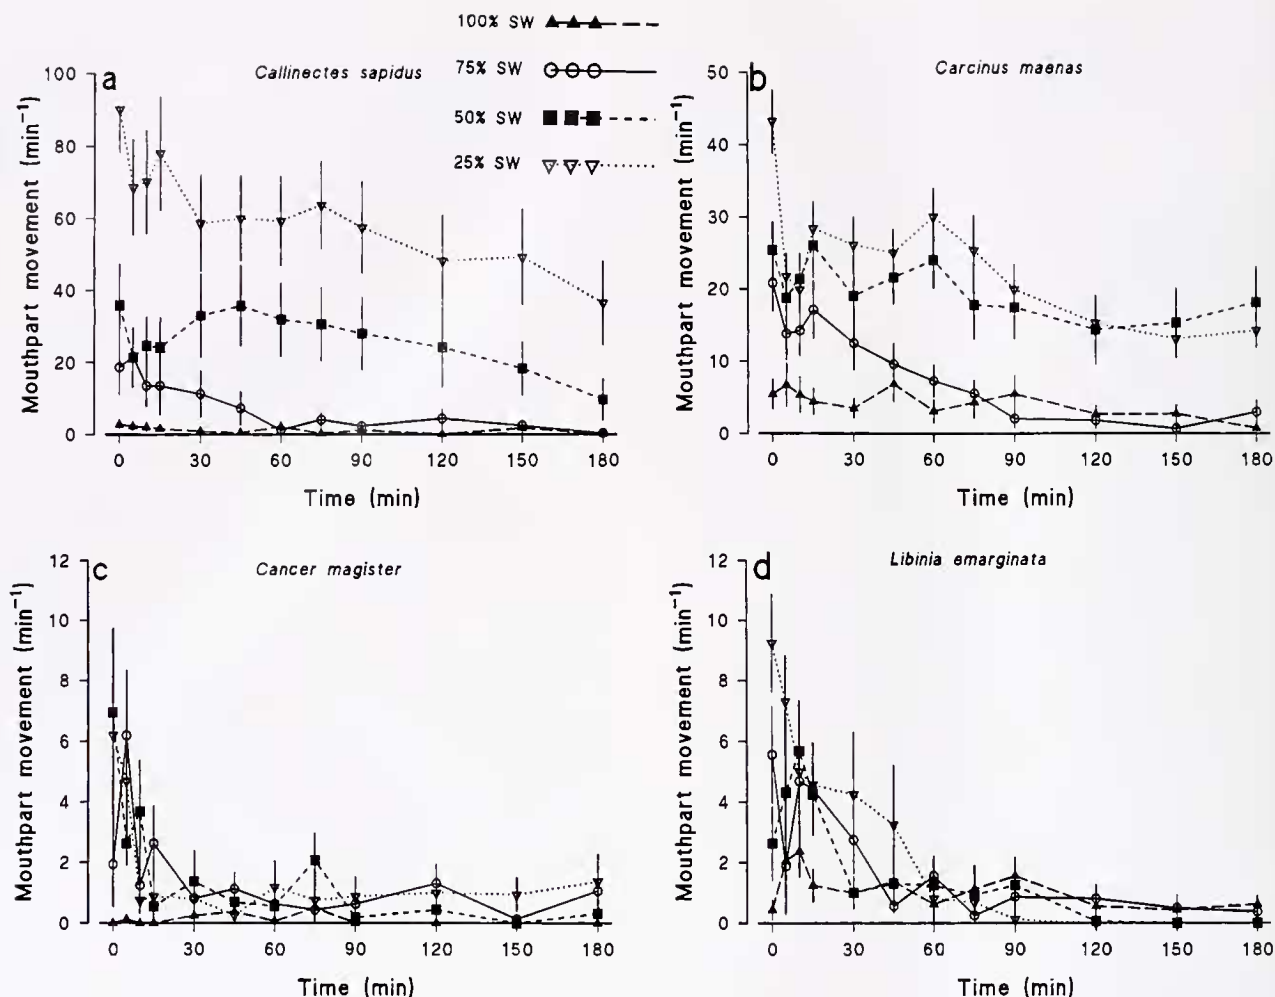 100% SW
75% SW
50% SW
25% SW
a
Callinectes sapidus
Mouthpart movement (min⁻¹)
100
80
60
40
20
0
0 30 60 90 120 150 180
Time (min)
b
Carcinus maenas
Mouthpart movement (min⁻¹)
50
40
30
20
10
0
0 30 60 90 120 150 180
Time (min)
c
Cancer magister
Mouthpart movement (min⁻¹)
12
10
8
6
4
2
0
0 30 60 90 120 150 180
Time (min)
d
Libinia emarginata
Mouthpart movement (min⁻¹)
12
10
8
6
4
2
0
0 30 60 90 120 150 180
Time (min)